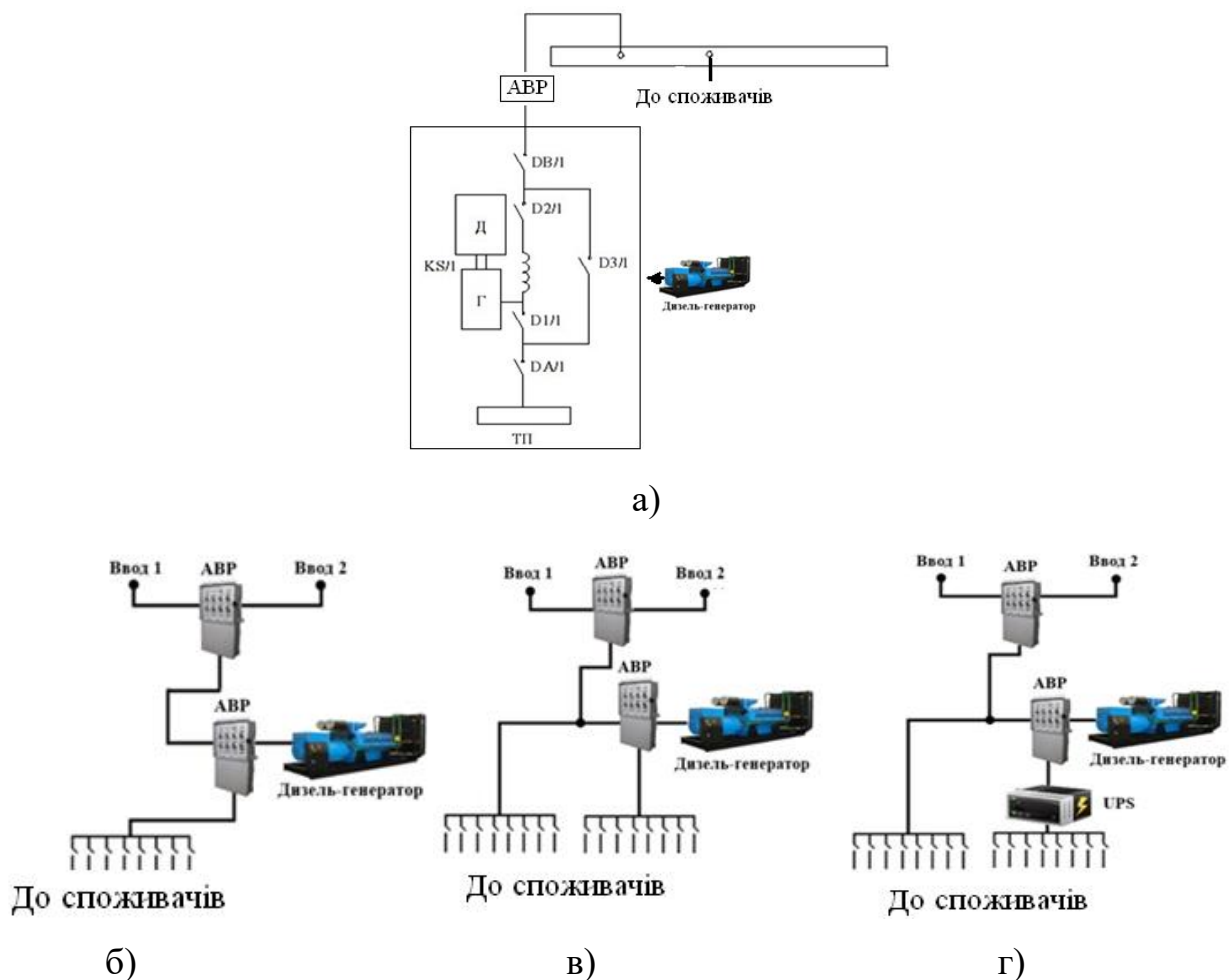 АВР
До споживачів
DB/1
D2/1
Д
KS/1
D3/1
Г
Дизель-генератор
D1/1
DA/1
ТП
а)
Ввод 1
АВР
Ввод 2
АВР
Дизель-генератор
До споживачів
б)
Ввод 1
АВР
Ввод 2
АВР
Дизель-генератор
До споживачів
в)
Ввод 1
АВР
Ввод 2
АВР
Дизель-генератор
UPS
До споживачів
г)